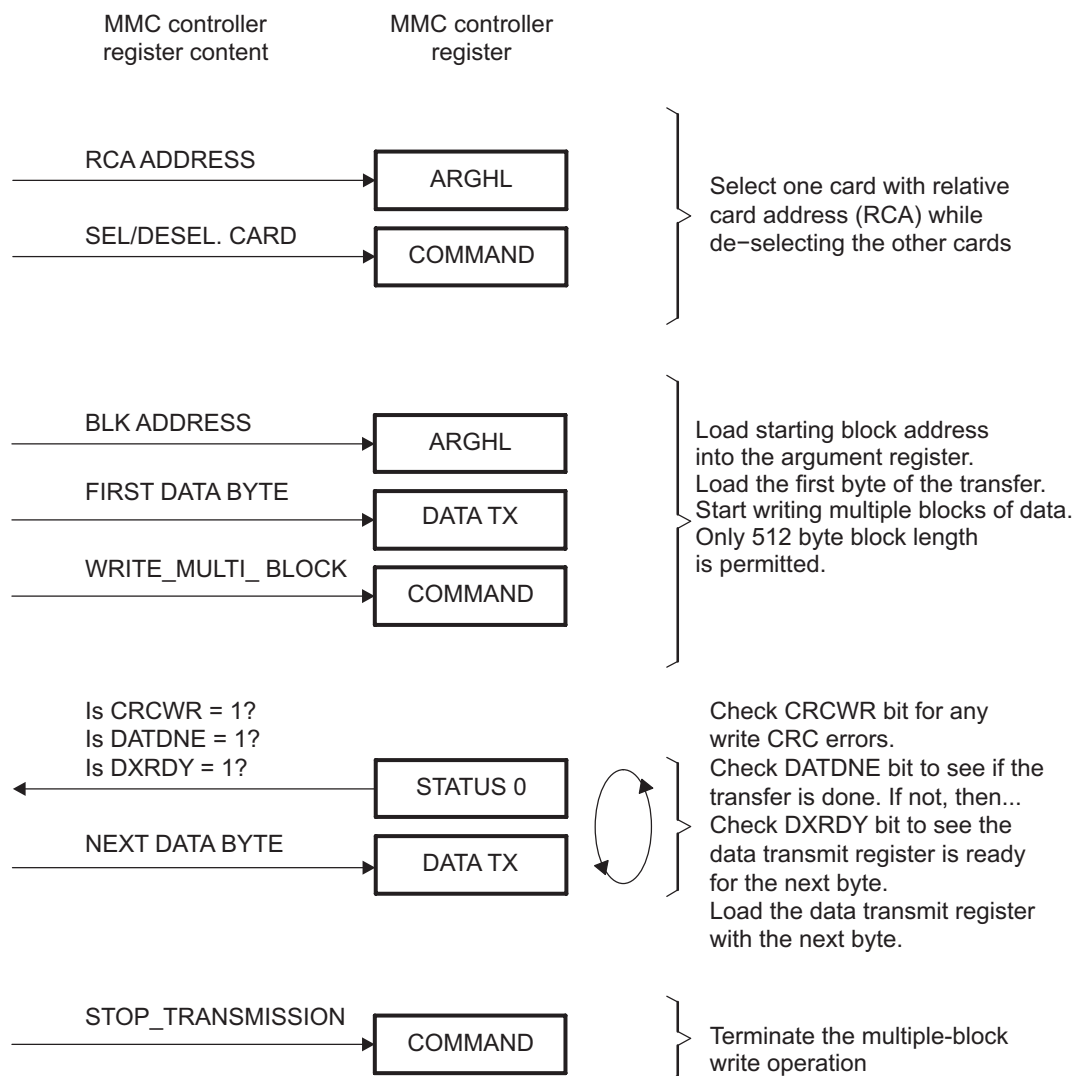 MMC controller
register content
MMC controller
register
RCA ADDRESS
ARGHL
SEL/DESEL. CARD
COMMAND
Select one card with relative
card address (RCA) while
de−selecting the other cards
BLK ADDRESS
ARGHL
FIRST DATA BYTE
DATA TX
WRITE_MULTI_ BLOCK
COMMAND
Load starting block address
into the argument register.
Load the first byte of the transfer.
Start writing multiple blocks of data.
Only 512 byte block length
is permitted.
Is CRCWR = 1?
Is DATDNE = 1?
Is DXRDY = 1?
STATUS 0
NEXT DATA BYTE
DATA TX
Check CRCWR bit for any
write CRC errors.
Check DATDNE bit to see if the
transfer is done. If not, then...
Check DXRDY bit to see the
data transmit register is ready
for the next byte.
Load the data transmit register
with the next byte.
STOP_TRANSMISSION
COMMAND
Terminate the multiple-block
write operation